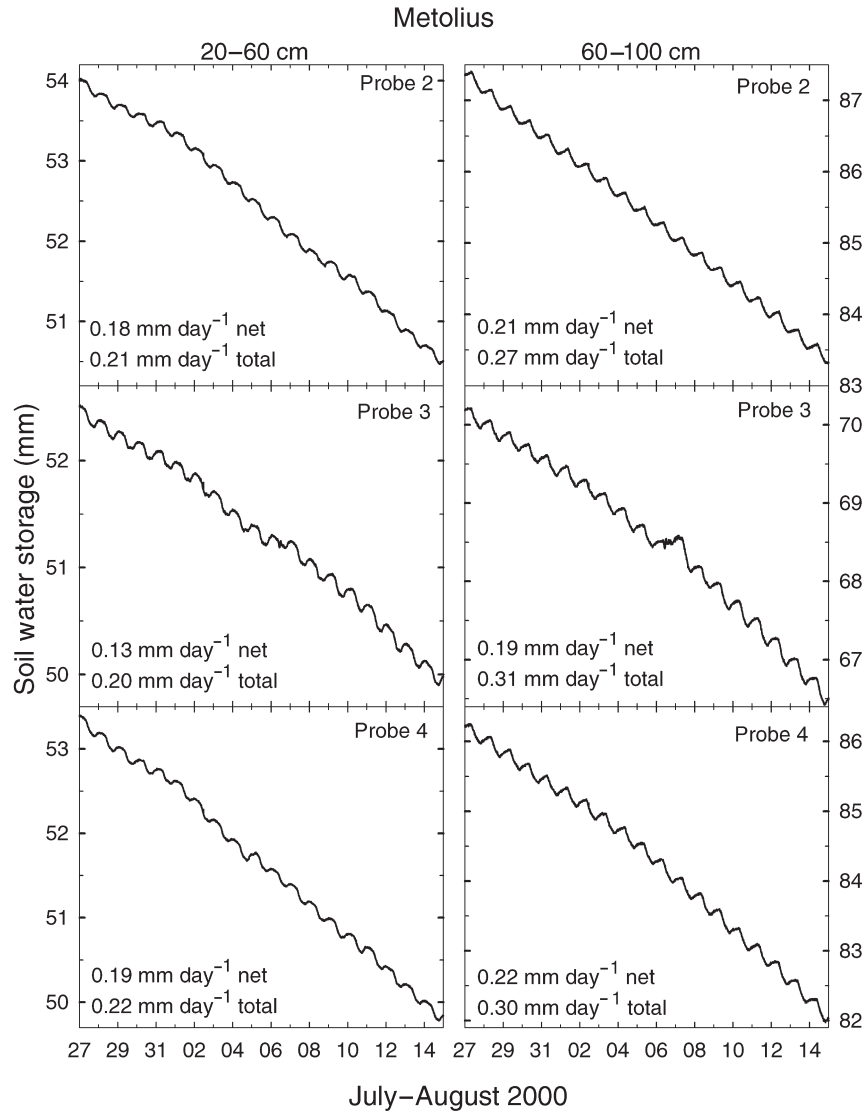 Metolius
20–60 cm
60–100 cm
Probe 2
54
53
52
51
0.18 mm day⁻¹ net
0.21 mm day⁻¹ total
Probe 2
87
86
85
84
83
0.21 mm day⁻¹ net
0.27 mm day⁻¹ total
Soil water storage (mm)
Probe 3
52
51
50
0.13 mm day⁻¹ net
0.20 mm day⁻¹ total
Probe 3
70
69
68
67
0.19 mm day⁻¹ net
0.31 mm day⁻¹ total
Probe 4
53
52
51
50
0.19 mm day⁻¹ net
0.22 mm day⁻¹ total
Probe 4
86
85
84
83
82
0.22 mm day⁻¹ net
0.30 mm day⁻¹ total
27 29 31 02 04 06 08 10 12 14
27 29 31 02 04 06 08 10 12 14
July–August 2000